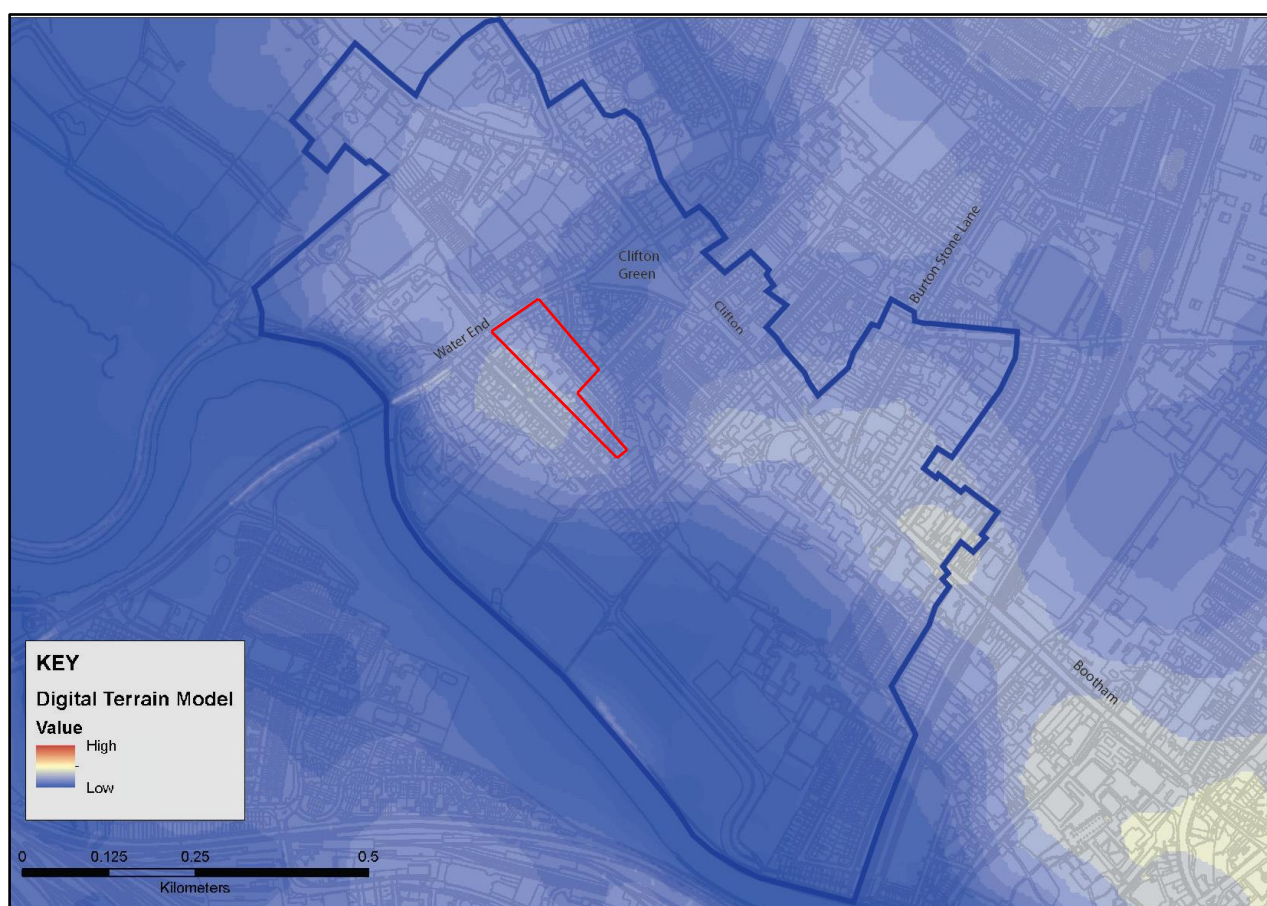 Clifton
Green
Burton Stone Lane
Clifton
Water End
Bootham
KEY
Digital Terrain Model
Value
High
Low
0 0.125 0.25 0.5
Kilometers